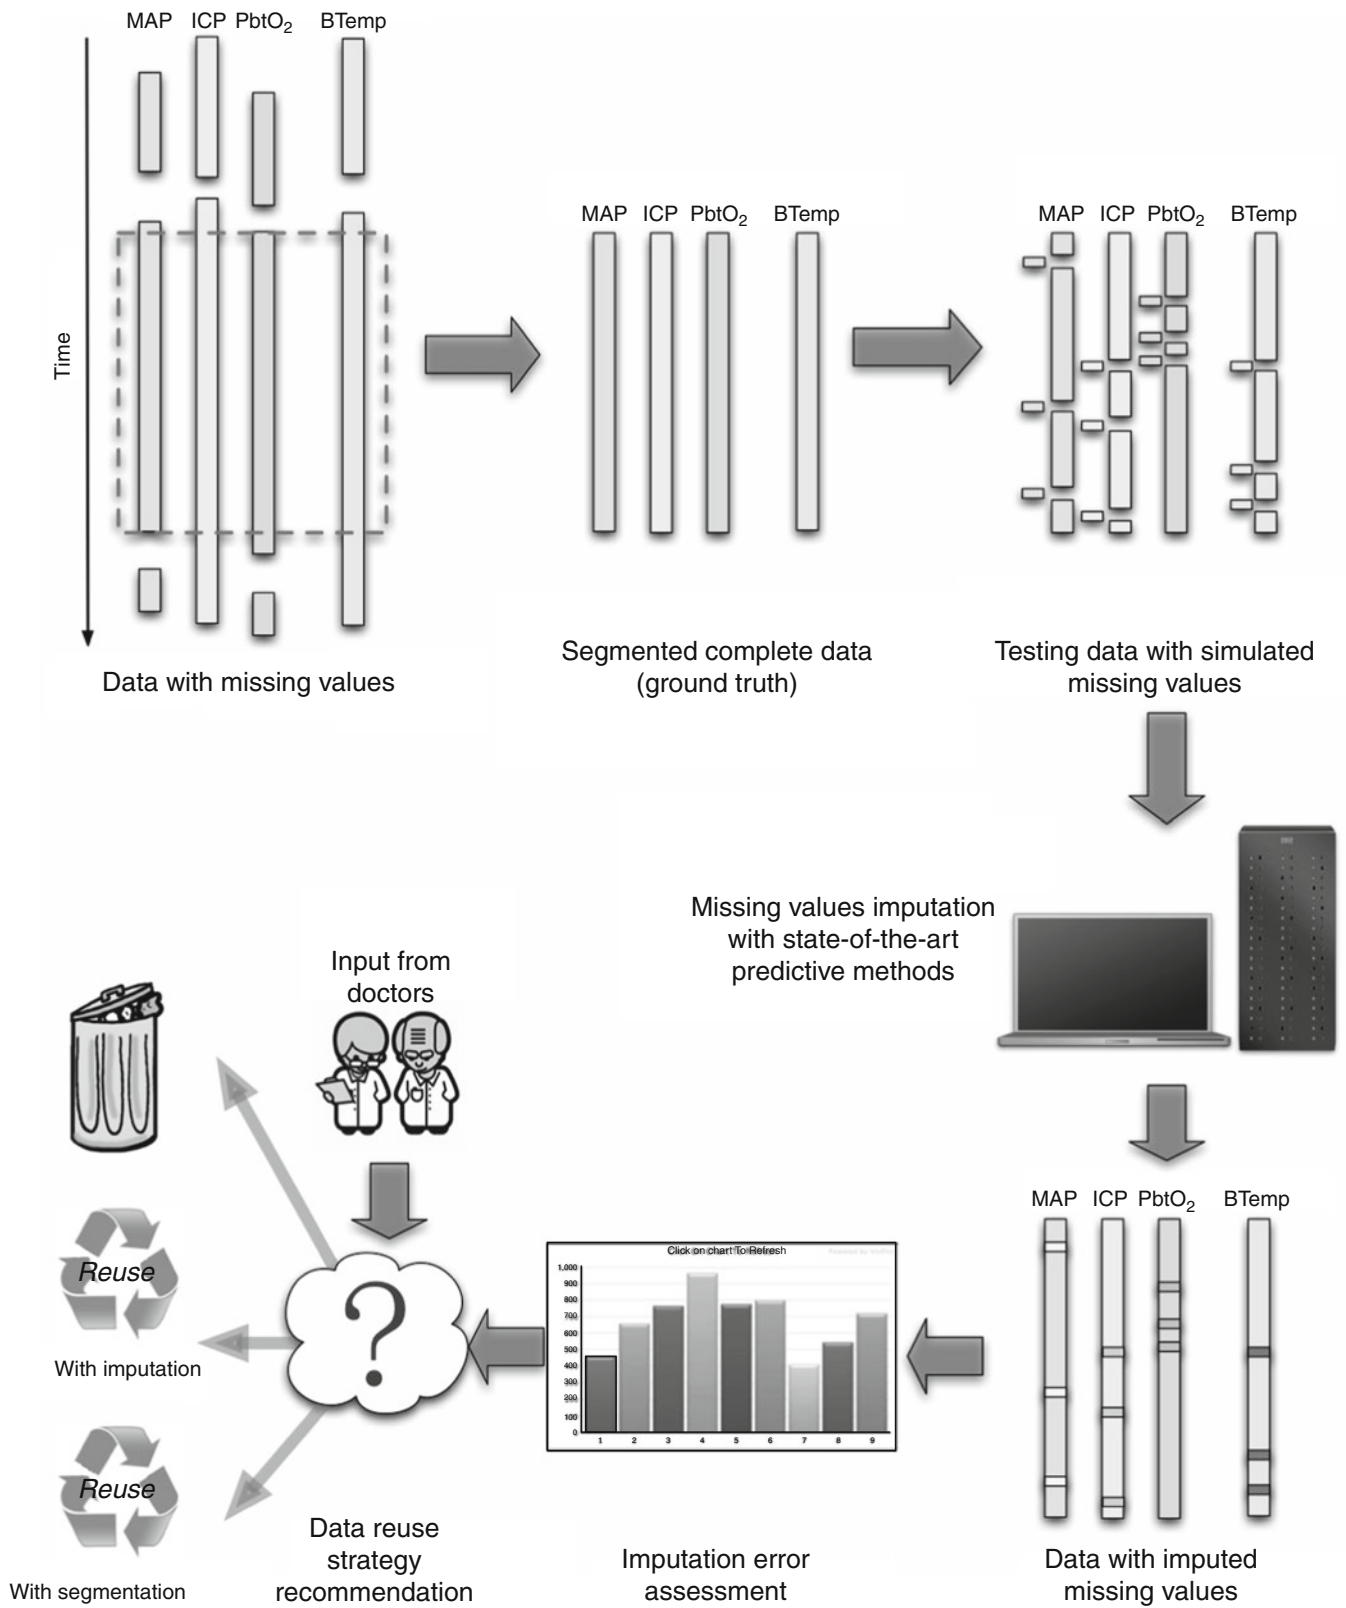 MAP ICP PbtO₂ BTemp
Time
Data with missing values
MAP ICP PbtO₂ BTemp
Segmented complete data
(ground truth)
MAP ICP PbtO₂ BTemp
Testing data with simulated
missing values
Missing values imputation
with state-of-the-art
predictive methods
MAP ICP PbtO₂ BTemp
Data with imputed
missing values
Click on chart To Refresh
1,000
900
800
700
600
500
400
300
200
100
0
1 2 3 4 5 6 7 8 9
Imputation error
assessment
Input from
doctors
?
Data reuse
strategy
recommendation
Reuse
With imputation
Reuse
With segmentation